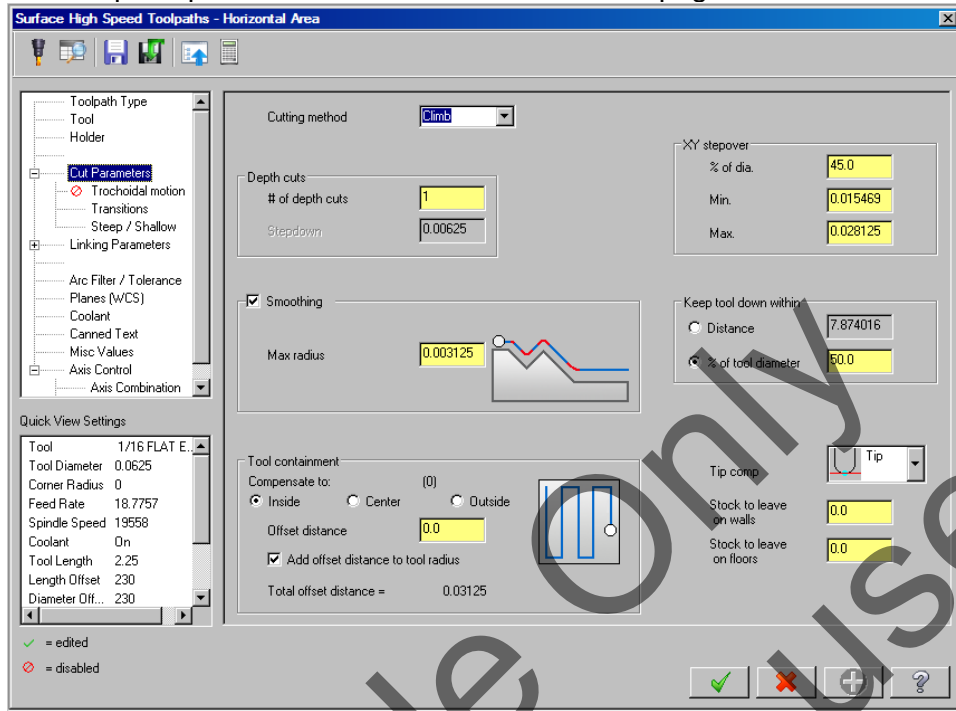 Surface High Speed Toolpaths - Horizontal Area
Toolpath Type
Tool
Holder
Cut Parameters
Trochoidal motion
Transitions
Steep / Shallow
Linking Parameters
Arc Filter / Tolerance
Planes (WCS)
Coolant
Canned Text
Misc Values
Axis Control
Axis Combination
Quick View Settings
Tool 1/16 FLAT E...
Tool Diameter 0.0625
Corner Radius 0
Feed Rate 18.7757
Spindle Speed 19558
Coolant On
Tool Length 2.25
Length Offset 230
Diameter Off... 230
= edited
= disabled
Cutting method Climb
Depth cuts
# of depth cuts 1
Stepdown 0.00625
Smoothing
Max radius 0.003125
Tool containment
Compensate to: (0)
Inside Center Outside
Offset distance 0.0
Add offset distance to tool radius
Total offset distance = 0.03125
XY stepover
% of dia. 45.0
Min. 0.015469
Max. 0.028125
Keep tool down within
Distance 7.874016
% of tool diameter 50.0
Tip comp Tip
Stock to leave
on walls 0.0
Stock to leave
on floors 0.0
?